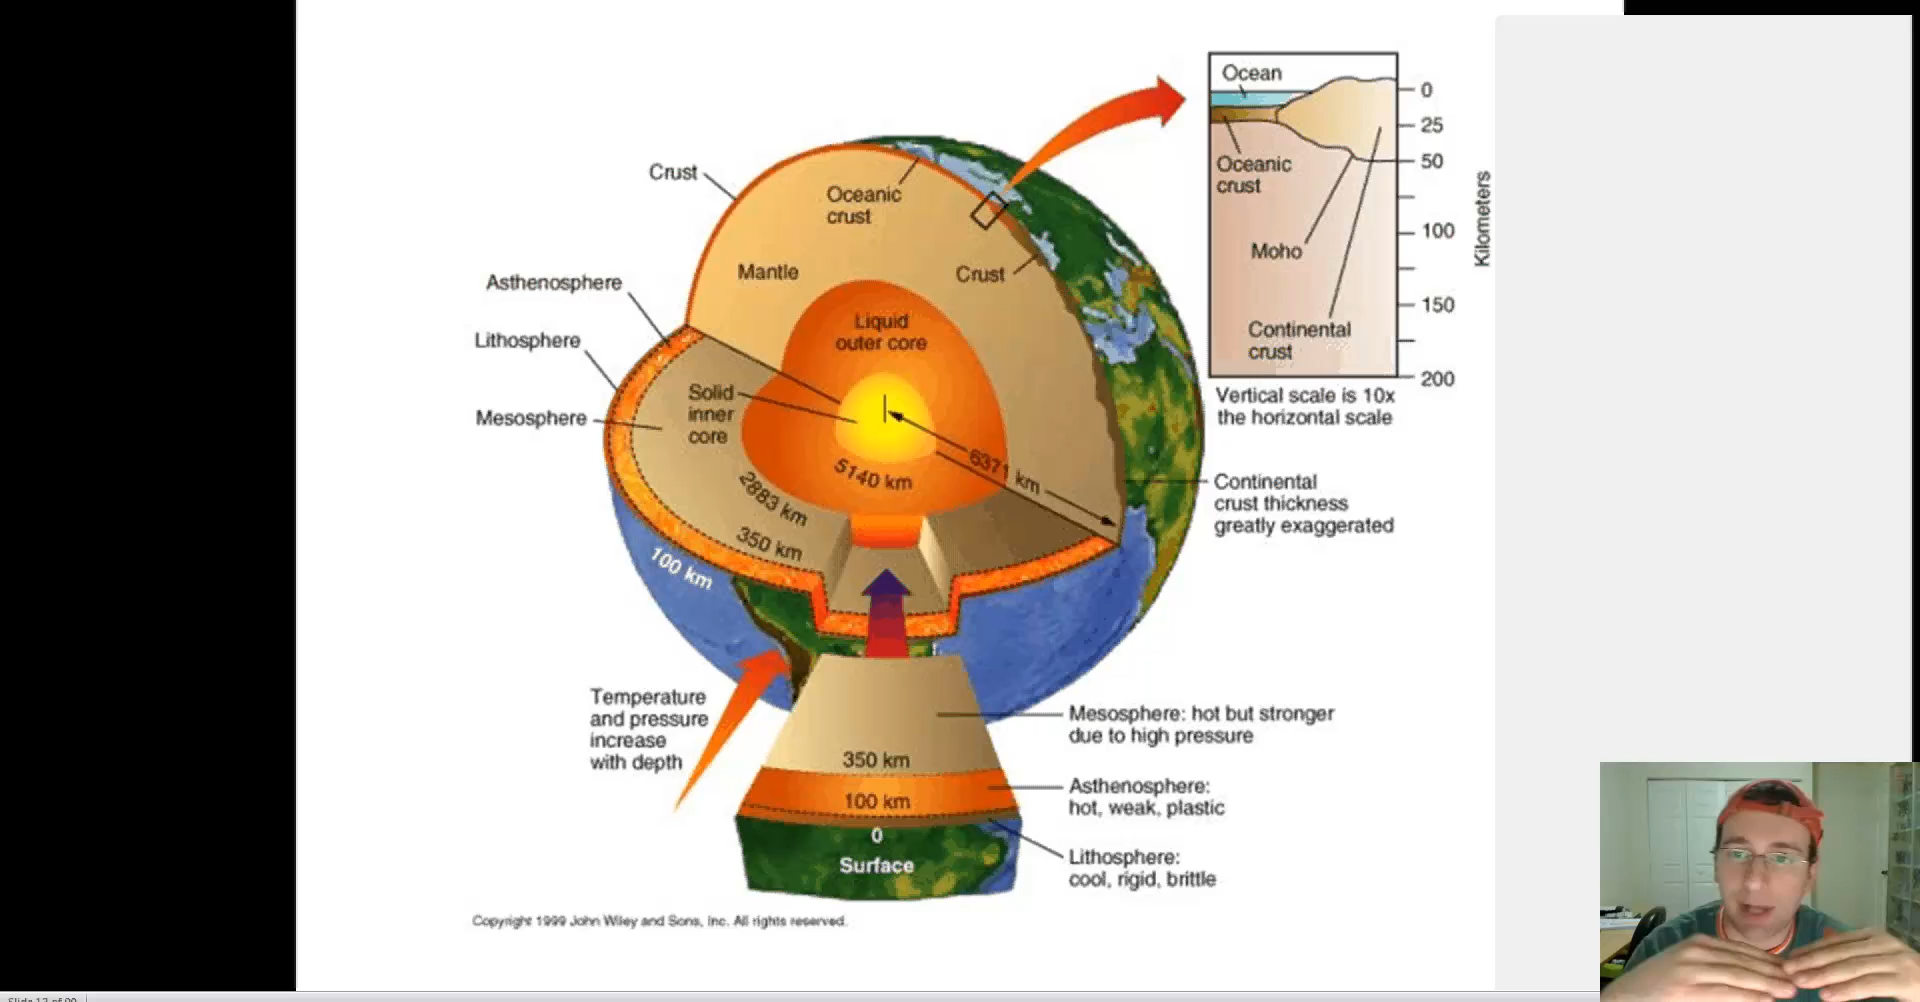 Ocean
0
25
Oceanic
crust
50
100
Moho
150
Continental
crust
200
Kilometers
Vertical scale is 10x
the horizontal scale
Crust
Oceanic
crust
Mantle
Crust
Asthenosphere
Liquid
outer core
Lithosphere
Solid
inner
core
Mesosphere
6371 km
5140 km
2883 km
350 km
100 km
Continental
crust thickness
greatly exaggerated
Temperature
and pressure
increase
with depth
Mesosphere: hot but stronger
due to high pressure
350 km
Asthenosphere:
hot, weak, plastic
100 km
0
Surface
Lithosphere:
cool, rigid, brittle
Copyright 1999 John Wiley and Sons, Inc. All rights reserved.